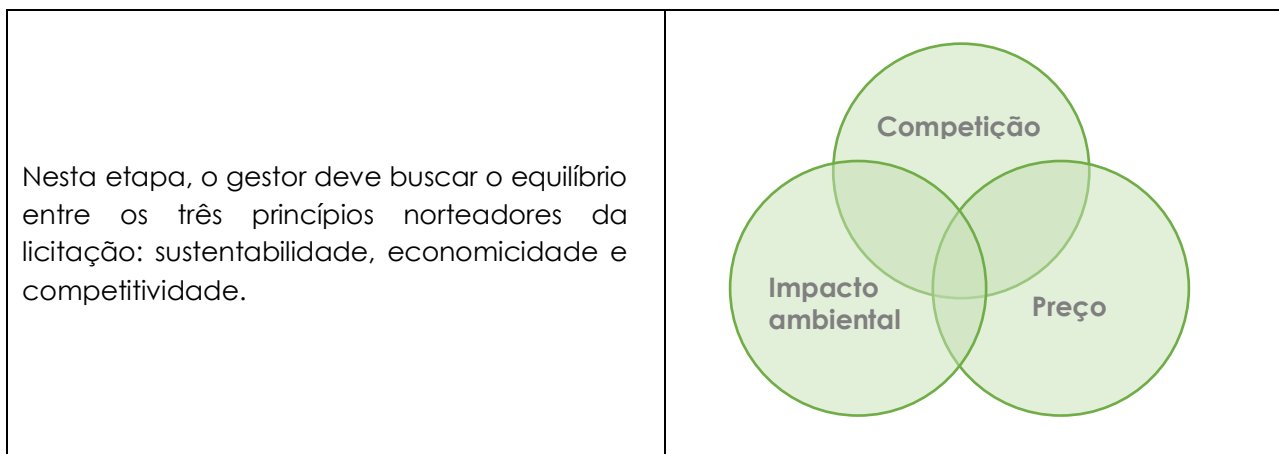 Nesta etapa, o gestor deve buscar o equilíbrio
entre os três princípios norteadores da
licitação: sustentabilidade, economicidade e
competitividade.
Competição
Impacto
ambiental
Preço